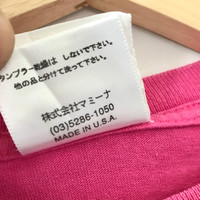 タンブラー乾燥は しないで下さい。
他の品と分けて洗って下さい。
株式会社マミーナ
(03)5286-1050
MADE IN U.S.A.